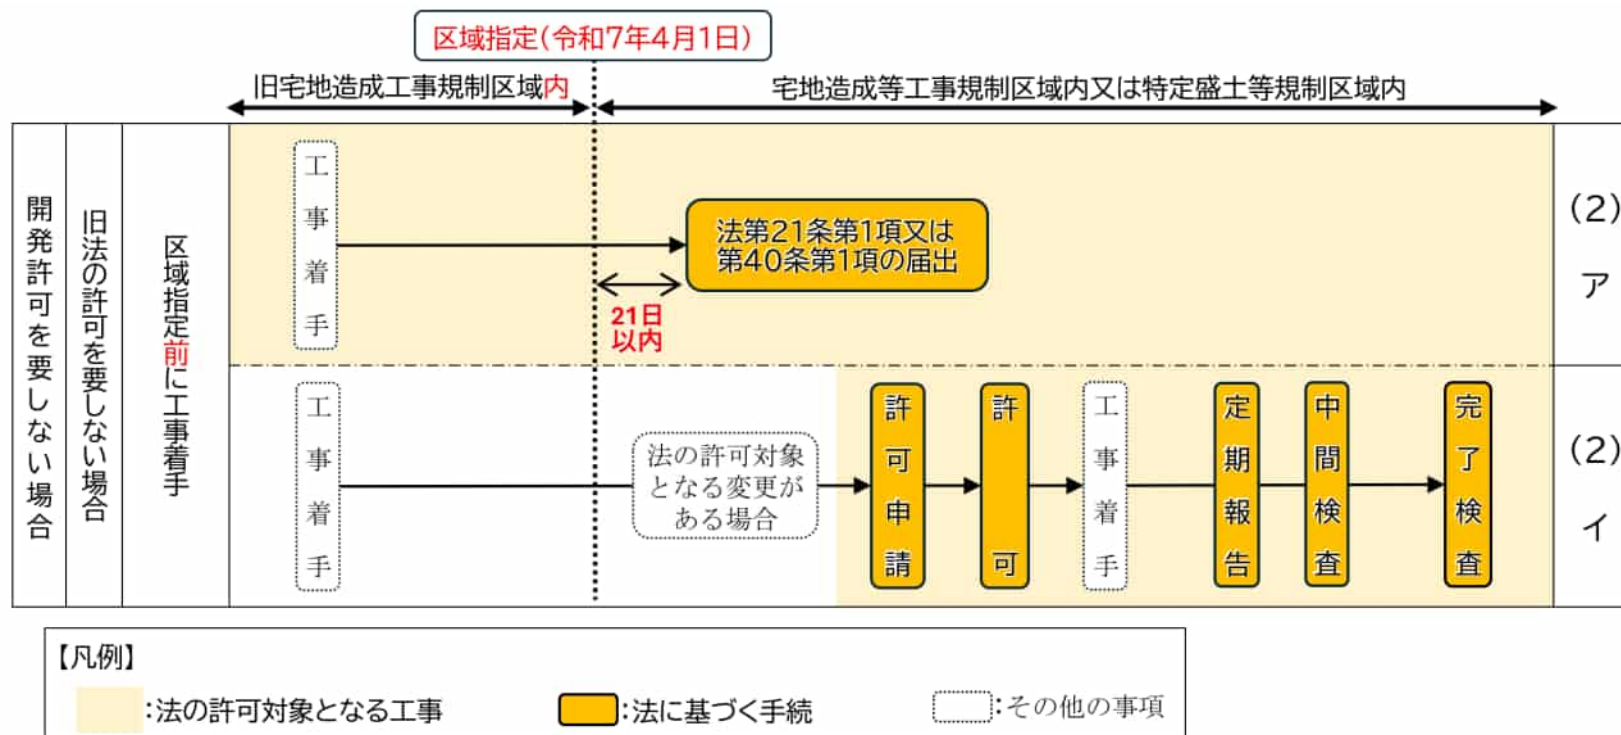 区域指定(令和7年4月1日)
旧宅地造成工事規制区域内
宅地造成等工事規制区域内又は特定盛土等規制区域内
開発許可を要しない場合
旧法の許可を要しない場合
区域指定前に工事着手
工事着手
法第21条第1項又は
第40条第1項の届出
21日
以内
(2)
ア
工事着手
法の許可対象
となる変更が
ある場合
許可申請
許可
工事着手
定期報告
中間検査
完了検査
(2)
イ
【凡例】
:法の許可対象となる工事
:法に基づく手続
:その他の事項